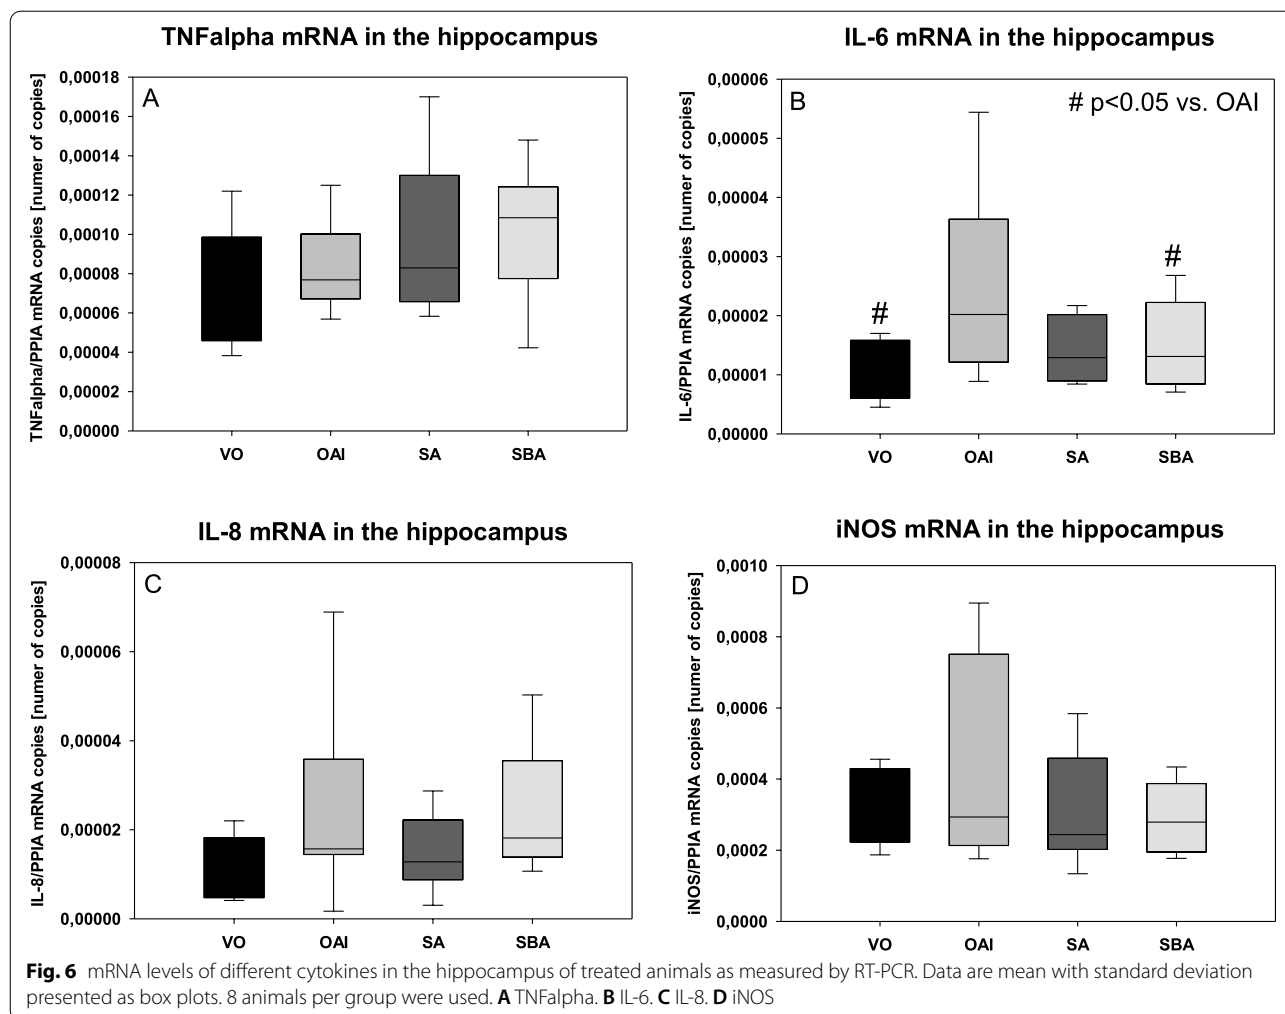 TNFalpha mRNA in the hippocampus
TNFalpha/PPIA mRNA copies [numer of copies]
A
0,00018
0,00016
0,00014
0,00012
0,00010
0,00008
0,00006
0,00004
0,00002
0,00000
VO OAI SA SBA
IL-6 mRNA in the hippocampus
IL-6/PPIA mRNA copies [numer of copies]
B
# p<0.05 vs. OAI
0,00006
0,00005
0,00004
0,00003
0,00002
0,00001
0,00000
#
#
VO OAI SA SBA
IL-8 mRNA in the hippocampus
IL-8/PPIA mRNA copies [numer of copies]
C
0,00008
0,00006
0,00004
0,00002
0,00000
VO OAI SA SBA
iNOS mRNA in the hippocampus
iNOS/PPIA mRNA copies [numer of copies]
D
0,0010
0,0008
0,0006
0,0004
0,0002
0,0000
VO OAI SA SBA
Fig. 6 mRNA levels of different cytokines in the hippocampus of treated animals as measured by RT-PCR. Data are mean with standard deviation
presented as box plots. 8 animals per group were used. A TNFalpha. B IL-6. C IL-8. D iNOS